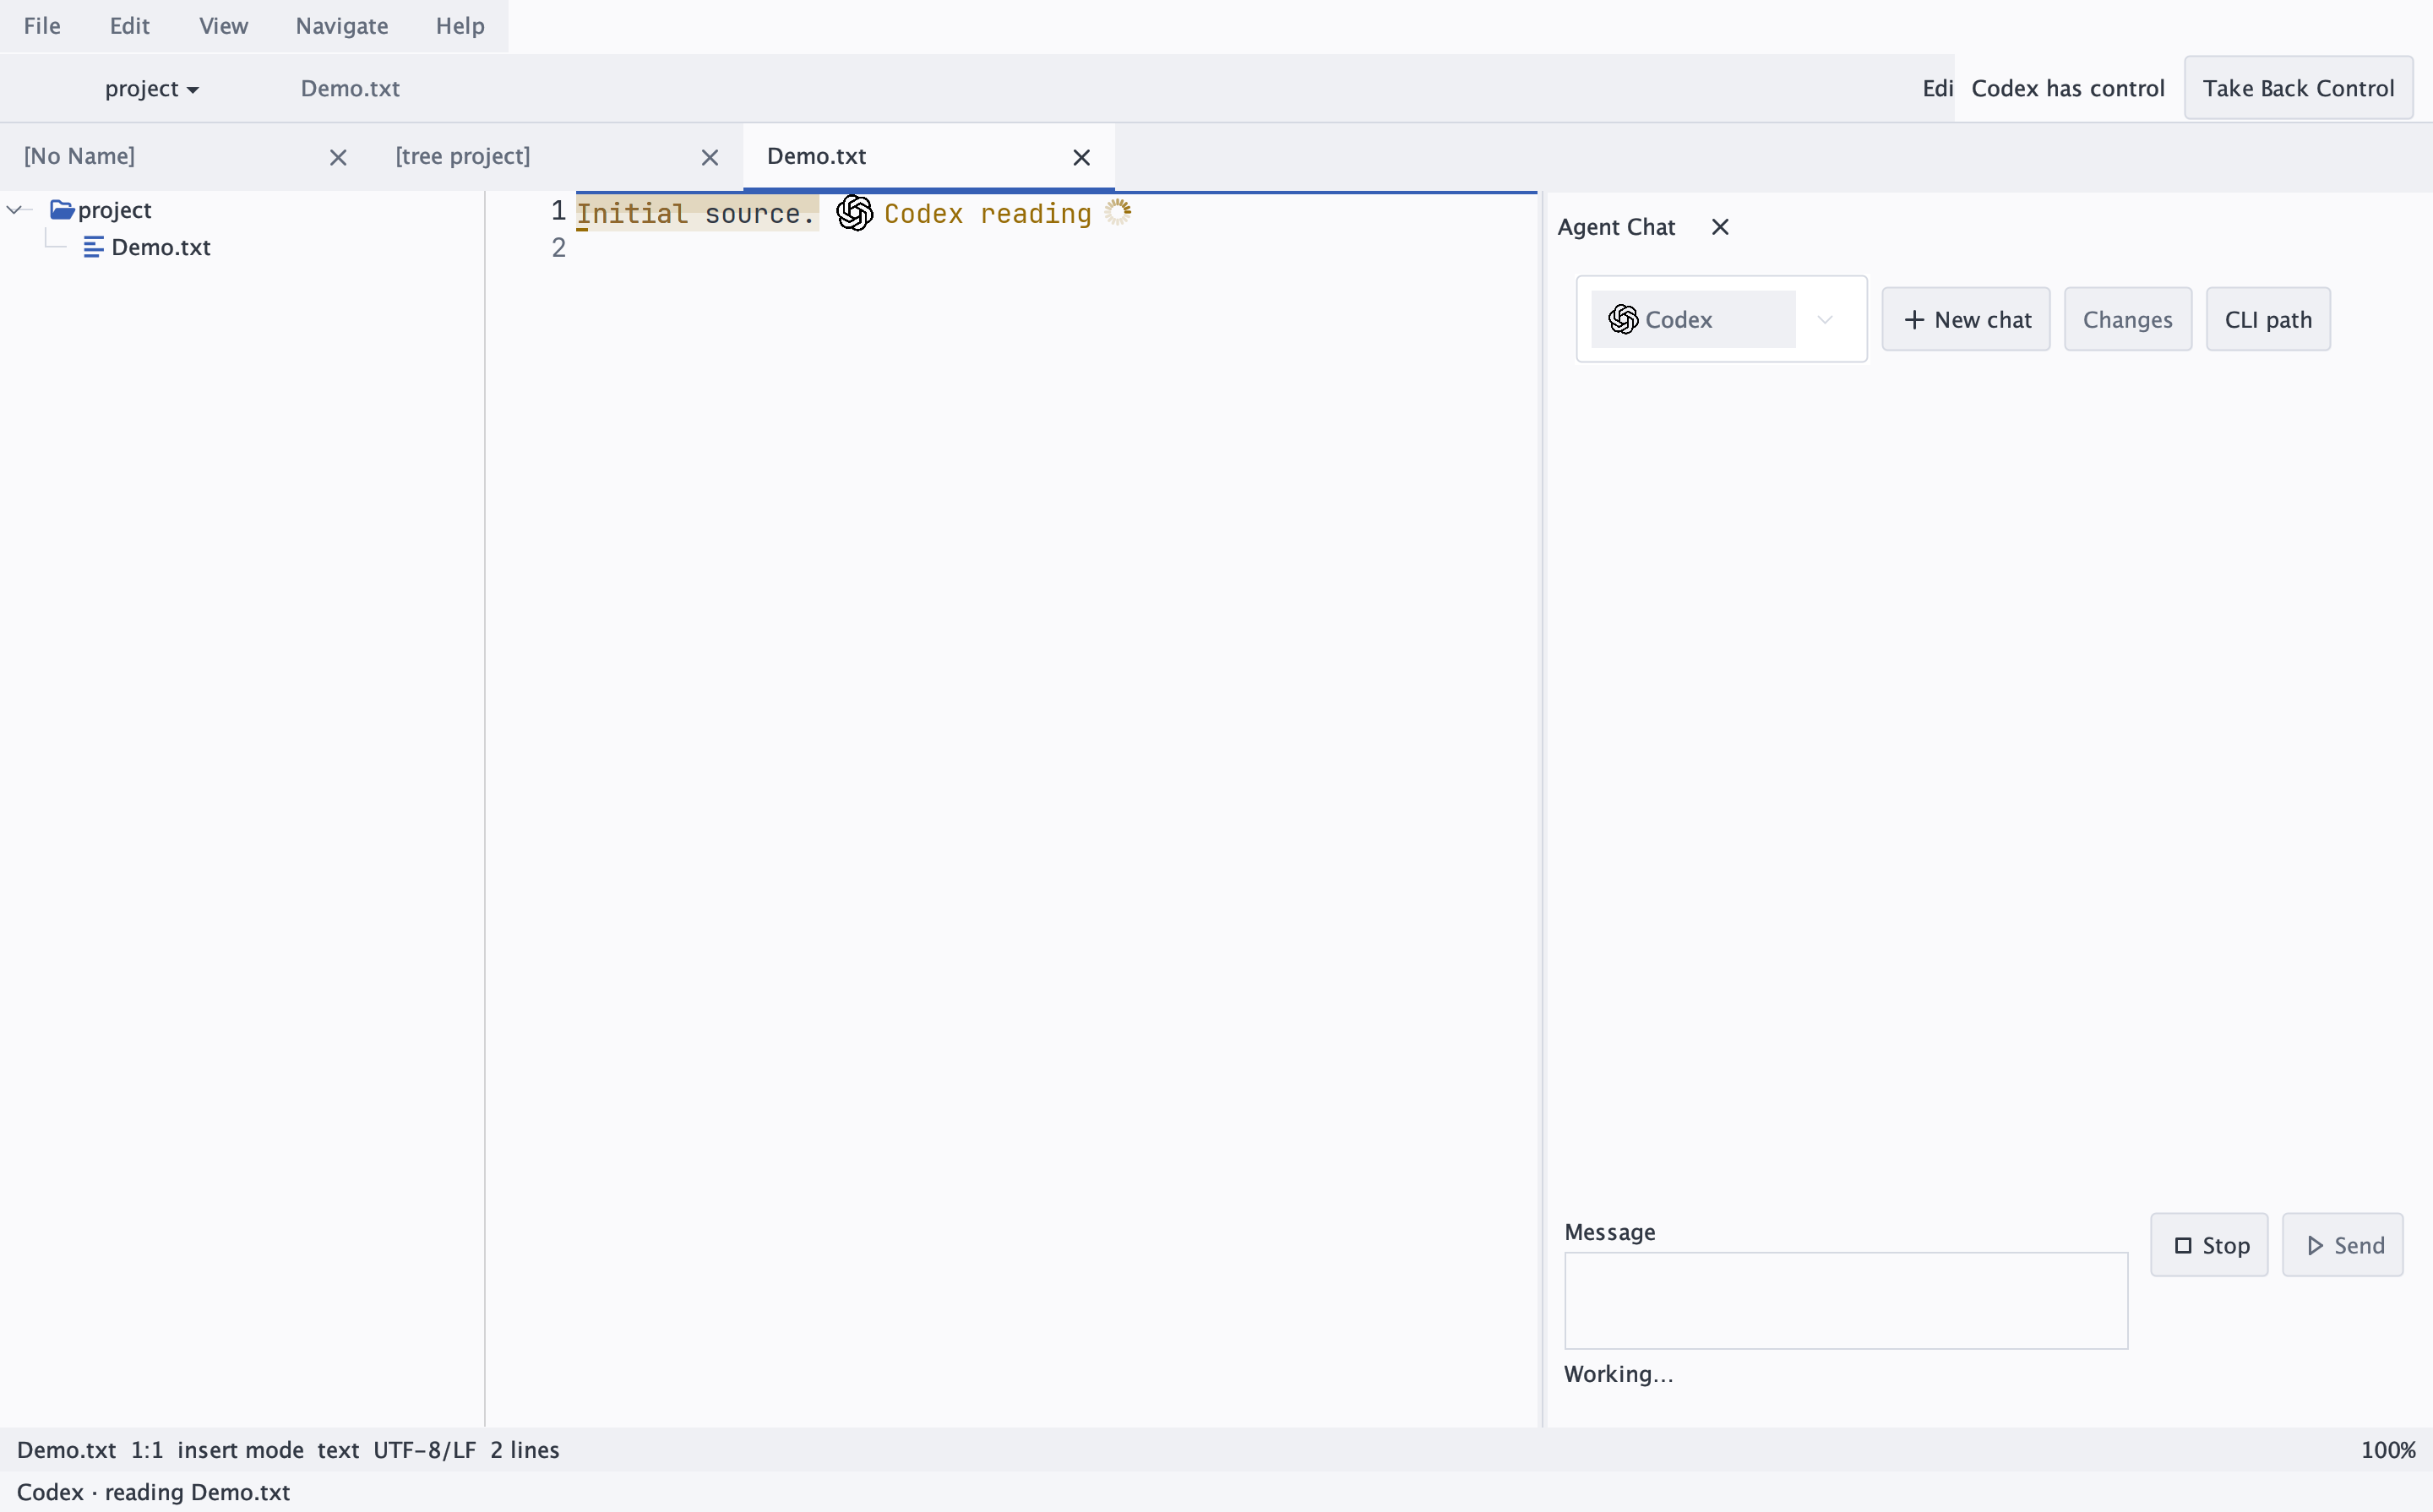 File Edit View Navigate Help
project Demo.txt Edi Codex has control Take Back Control
[No Name] [tree project] Demo.txt
project
Demo.txt
1 Initial source. Codex reading
2
Agent Chat
Codex New chat Changes CLI path
Message
Stop Send
Working...
Demo.txt 1:1 insert mode text UTF-8/LF 2 lines 100%
Codex · reading Demo.txt